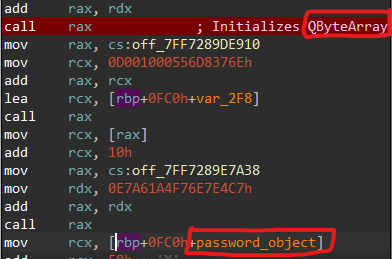 add rax, rdx
call rax ; Initializes QByteArray
mov rax, cs:off_7FF7289DE910
mov rcx, 0D001000556D8376Eh
add rax, rcx
lea rcx, [rbp+0FC0h+var_2F8]
call rax
mov rcx, [rax]
add rcx, 10h
mov rax, cs:off_7FF7289E7A38
mov rdx, 0E7A61A4F76E7E4C7h
add rax, rdx
call rax
mov rcx, [rbp+0FC0h+password_object]